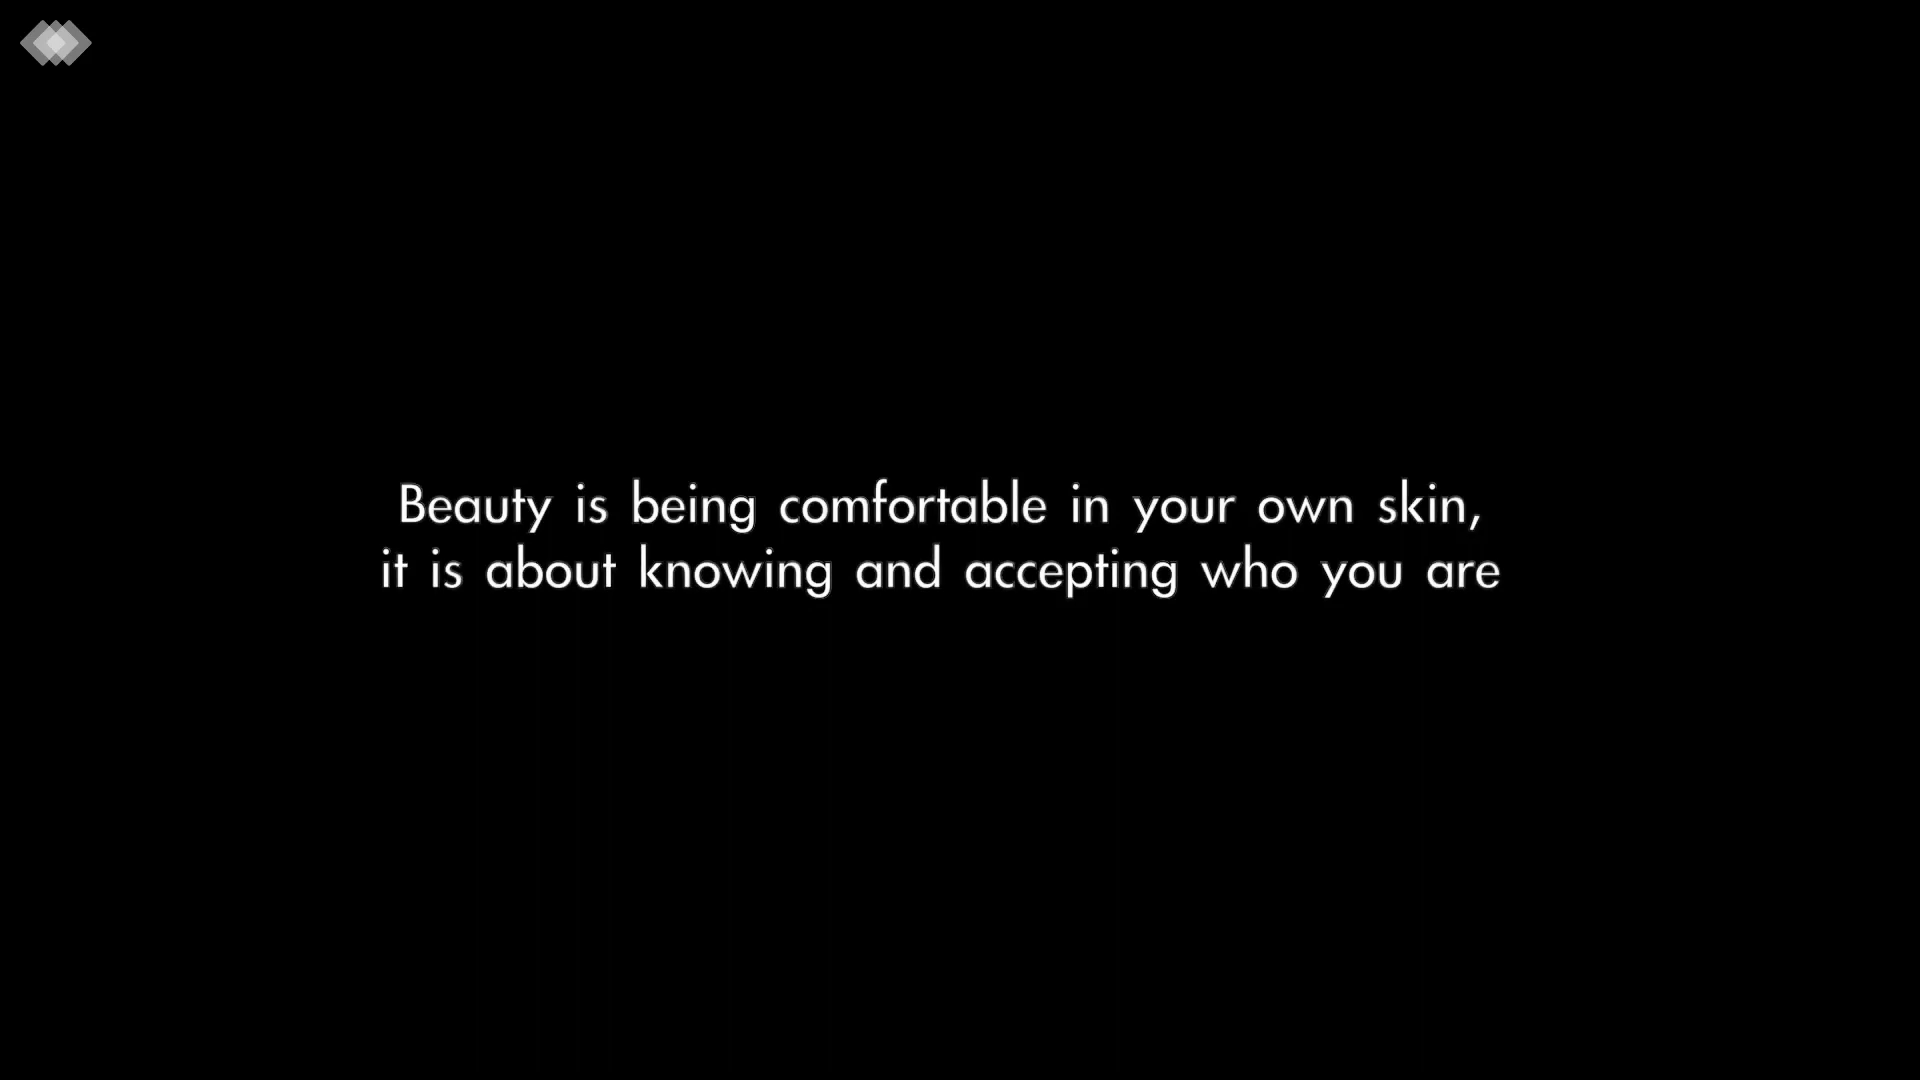 Beauty is being comfortable in your own skin,
it is about knowing and accepting who you are